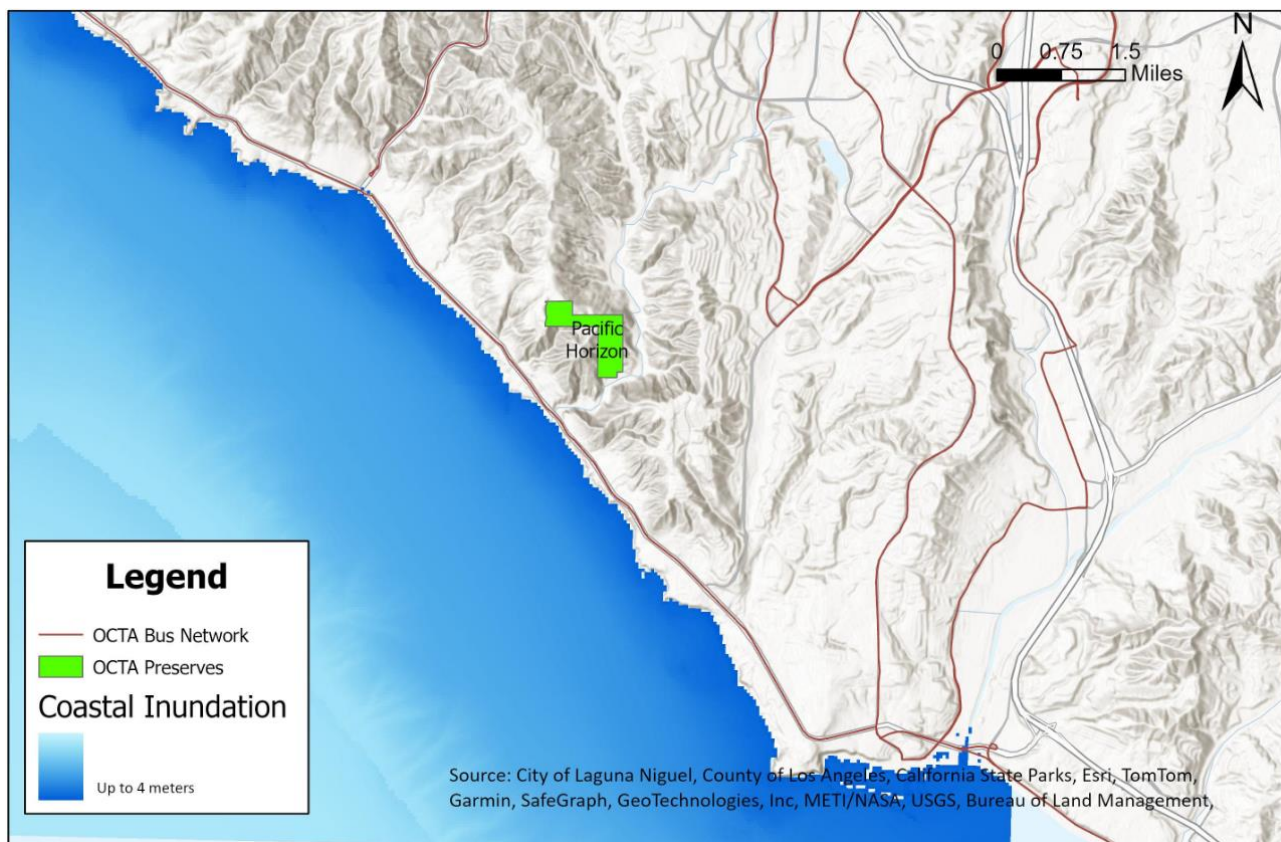 N
0 0.75 1.5
Miles
Pacific
Horizon
Legend
OCTA Bus Network
OCTA Preserves
Coastal Inundation
Up to 4 meters
Source: City of Laguna Niguel, County of Los Angeles, California State Parks, Esri, TomTom,
Garmin, SafeGraph, GeoTechnologies, Inc, METI/NASA, USGS, Bureau of Land Management,